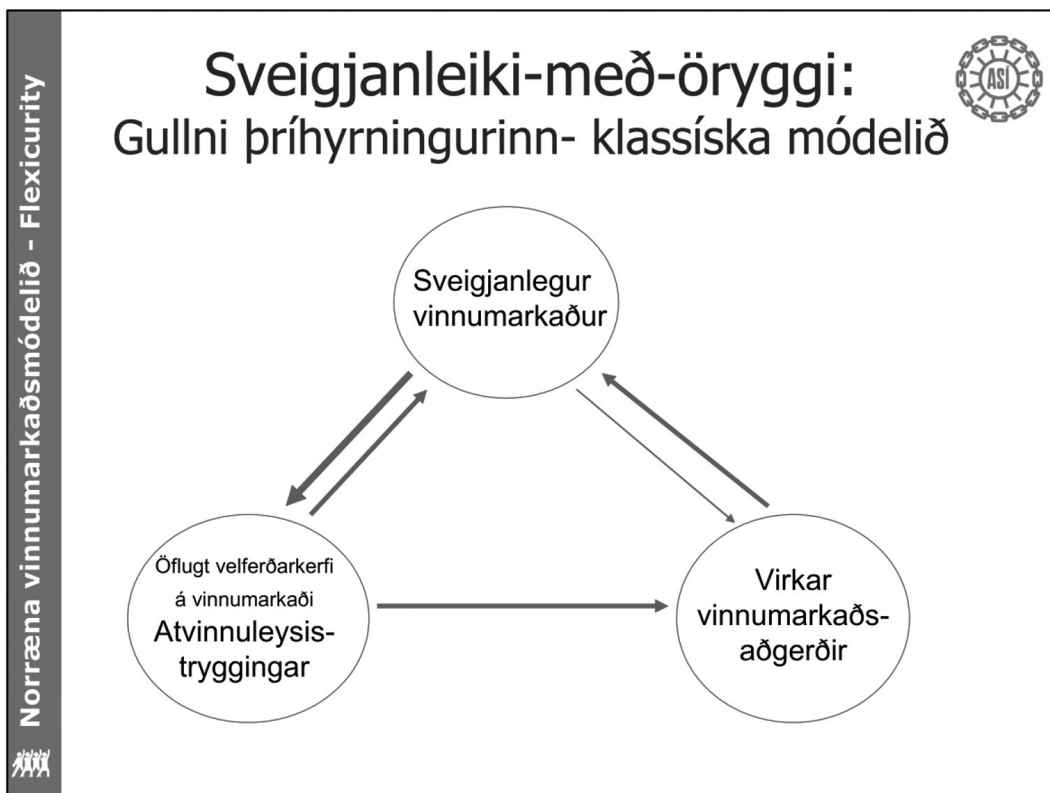 Sveigjanleiki-með-öryggi:
Gullni þríhyrningurinn- klassíska módelið
ASÍ
Norræna vinnumarkaðsmódelið - Flexicurity
Sveigjanlegur
vinnumarkaður
Öflugt velferðarkerfi
á vinnumarkaði
Atvinnuleysis-
tryggingar
Virkar
vinnumarkaðs-
aðgerðir